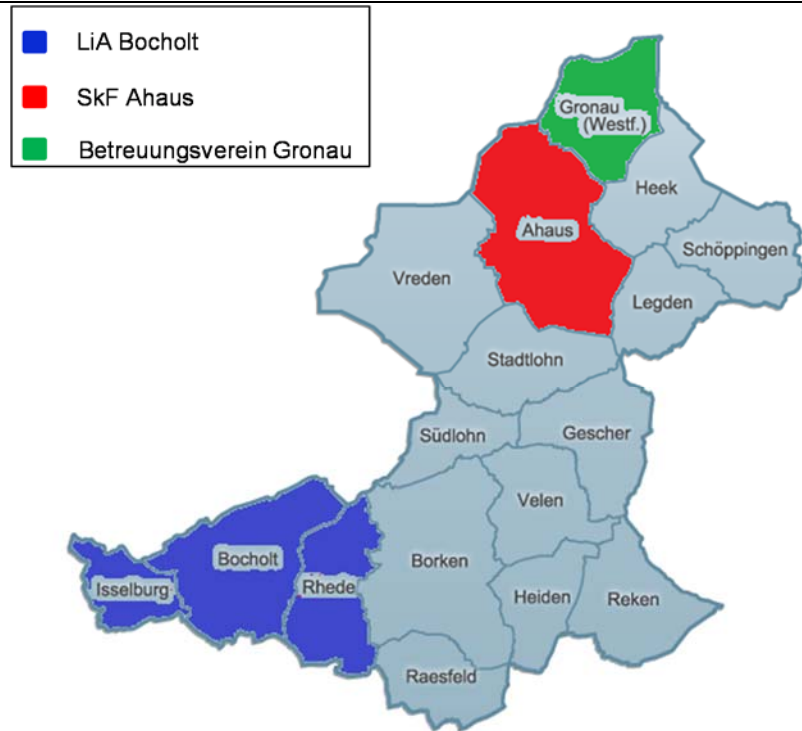 LiA Bocholt
SkF Ahaus
Betreuungsverein Gronau
Gronau
(Westf.)
Heek
Ahaus
Schöppingen
Vreden
Legden
Stadtlohn
Südlohn
Gescher
Velen
Bocholt
Borken
Isselburg
Rhede
Heiden
Reken
Raesfeld